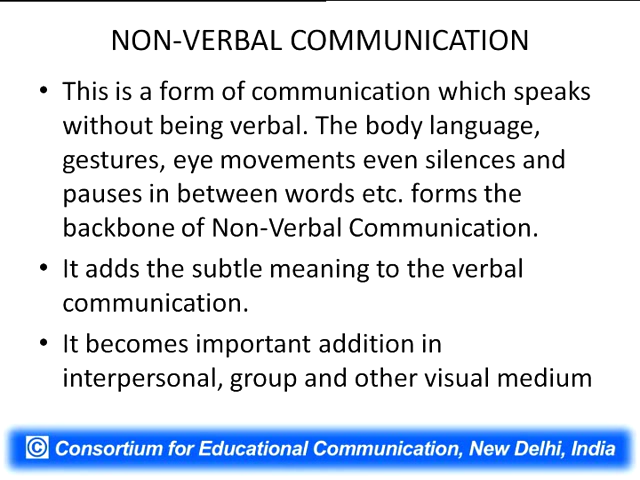 NON-VERBAL COMMUNICATION
• This is a form of communication which speaks
without being verbal. The body language,
gestures, eye movements even silences and
pauses in between words etc. forms the
backbone of Non-Verbal Communication.
• It adds the subtle meaning to the verbal
communication.
• It becomes important addition in
interpersonal, group and other visual medium
© Consortium for Educational Communication, New Delhi, India